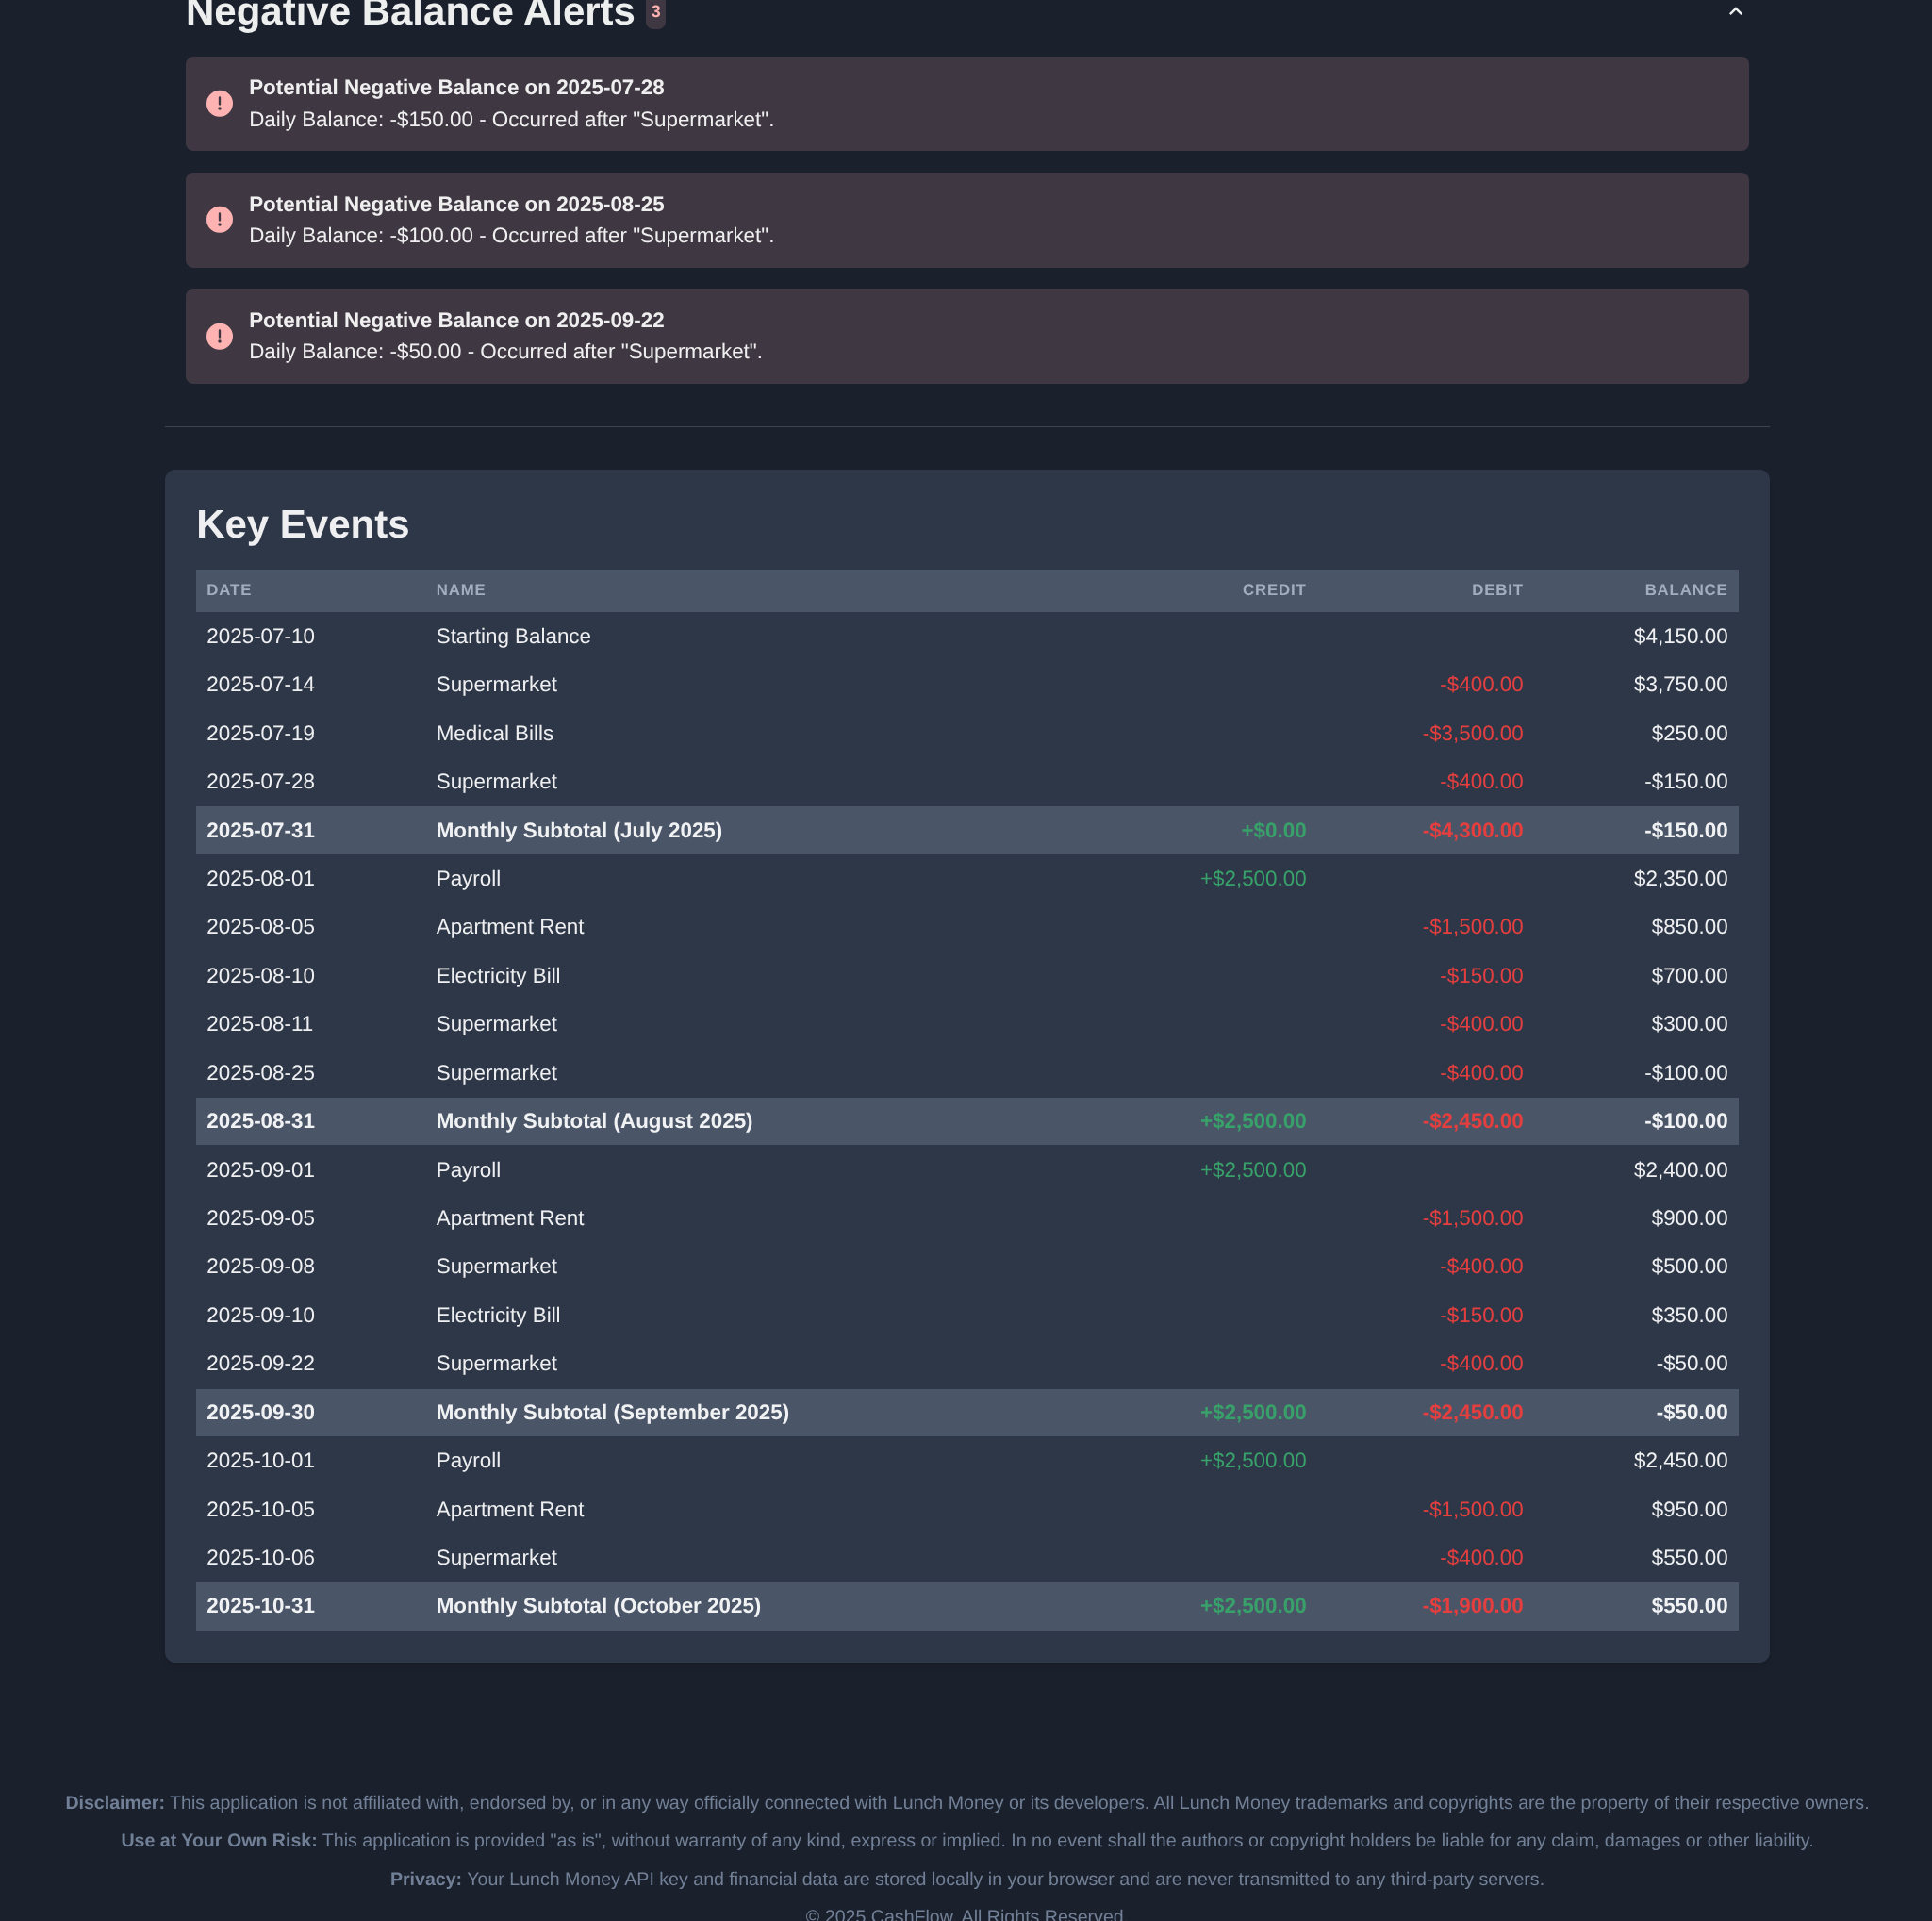 Negative Balance Alerts 3
Potential Negative Balance on 2025-07-28
Daily Balance: -$150.00 - Occurred after "Supermarket".
Potential Negative Balance on 2025-08-25
Daily Balance: -$100.00 - Occurred after "Supermarket".
Potential Negative Balance on 2025-09-22
Daily Balance: -$50.00 - Occurred after "Supermarket".
Key Events
DATE NAME CREDIT DEBIT BALANCE
2025-07-10 Starting Balance $4,150.00
2025-07-14 Supermarket -$400.00 $3,750.00
2025-07-19 Medical Bills -$3,500.00 $250.00
2025-07-28 Supermarket -$400.00 -$150.00
2025-07-31 Monthly Subtotal (July 2025) +$0.00 -$4,300.00 -$150.00
2025-08-01 Payroll +$2,500.00 $2,350.00
2025-08-05 Apartment Rent -$1,500.00 $850.00
2025-08-10 Electricity Bill -$150.00 $700.00
2025-08-11 Supermarket -$400.00 $300.00
2025-08-25 Supermarket -$400.00 -$100.00
2025-08-31 Monthly Subtotal (August 2025) +$2,500.00 -$2,450.00 -$100.00
2025-09-01 Payroll +$2,500.00 $2,400.00
2025-09-05 Apartment Rent -$1,500.00 $900.00
2025-09-08 Supermarket -$400.00 $500.00
2025-09-10 Electricity Bill -$150.00 $350.00
2025-09-22 Supermarket -$400.00 -$50.00
2025-09-30 Monthly Subtotal (September 2025) +$2,500.00 -$2,450.00 -$50.00
2025-10-01 Payroll +$2,500.00 $2,450.00
2025-10-05 Apartment Rent -$1,500.00 $950.00
2025-10-06 Supermarket -$400.00 $550.00
2025-10-31 Monthly Subtotal (October 2025) +$2,500.00 -$1,900.00 $550.00
Disclaimer: This application is not affiliated with, endorsed by, or in any way officially connected with Lunch Money or its developers. All Lunch Money trademarks and copyrights are the property of their respective owners.
Use at Your Own Risk: This application is provided "as is", without warranty of any kind, express or implied. In no event shall the authors or copyright holders be liable for any claim, damages or other liability.
Privacy: Your Lunch Money API key and financial data are stored locally in your browser and are never transmitted to any third-party servers.
© 2025 CashFlow. All Rights Reserved.